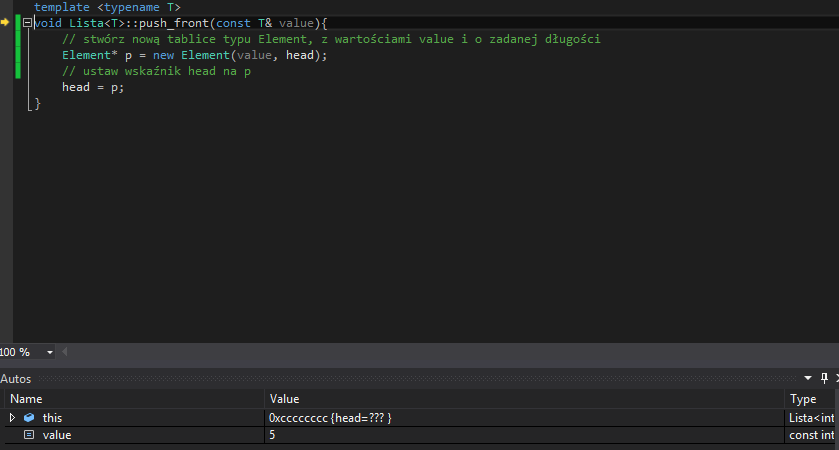 template <typename T>
void Lista<T>::push_front(const T& value){
// stwórz nową tablice typu Element, z wartościami value i o zadanej długości
Element* p = new Element(value, head);
// ustaw wskaźnik head na p
head = p;
}
100 %
Autos
Name Value Type
this 0xcccccccc {head=??? } Lista<int
value 5 const int